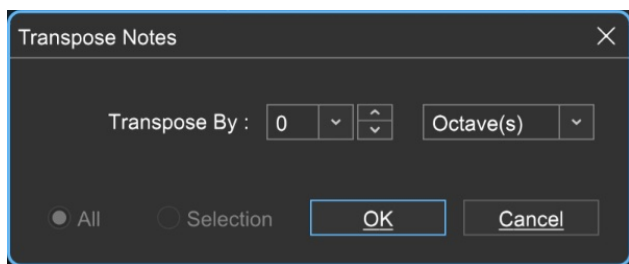 Transpose Notes
Transpose By : 0 Octave(s)
All Selection OK Cancel